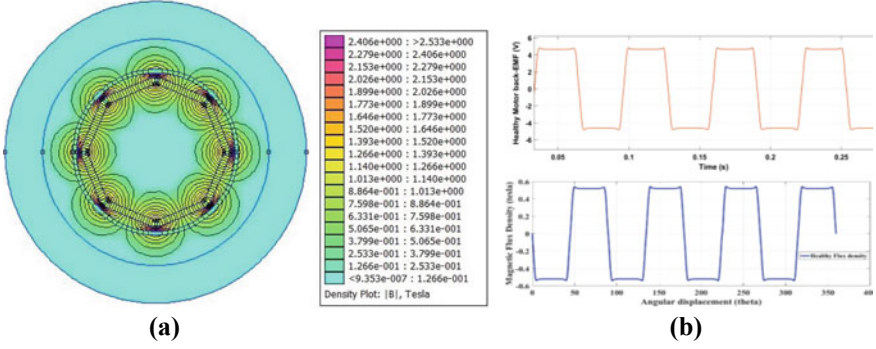 2.406e+000 : >2.533e+000
2.279e+000 : 2.406e+000
2.153e+000 : 2.279e+000
2.026e+000 : 2.153e+000
1.899e+000 : 2.026e+000
1.773e+000 : 1.899e+000
1.646e+000 : 1.773e+000
1.520e+000 : 1.646e+000
1.393e+000 : 1.520e+000
1.266e+000 : 1.393e+000
1.140e+000 : 1.266e+000
1.013e+000 : 1.140e+000
8.864e-001 : 1.013e+000
7.598e-001 : 8.864e-001
6.331e-001 : 7.598e-001
5.065e-001 : 6.331e-001
3.799e-001 : 5.065e-001
2.533e-001 : 3.799e-001
1.266e-001 : 2.533e-001
<9.353e-007 : 1.266e-001
Density Plot: |B|, Tesla
(a)
Healthy Motor back-EMF (V)
6
4
2
0
-2
-4
-6
0.05 0.1 0.15 0.2 0.25
Time (s)
Magnetic Flux Density (tesla)
0.6
0.4
0.2
0
-0.2
-0.4
-0.6
Healthy Flux density
0 50 100 150 200 250 300 350 400
Angular displacement (theta)
(b)